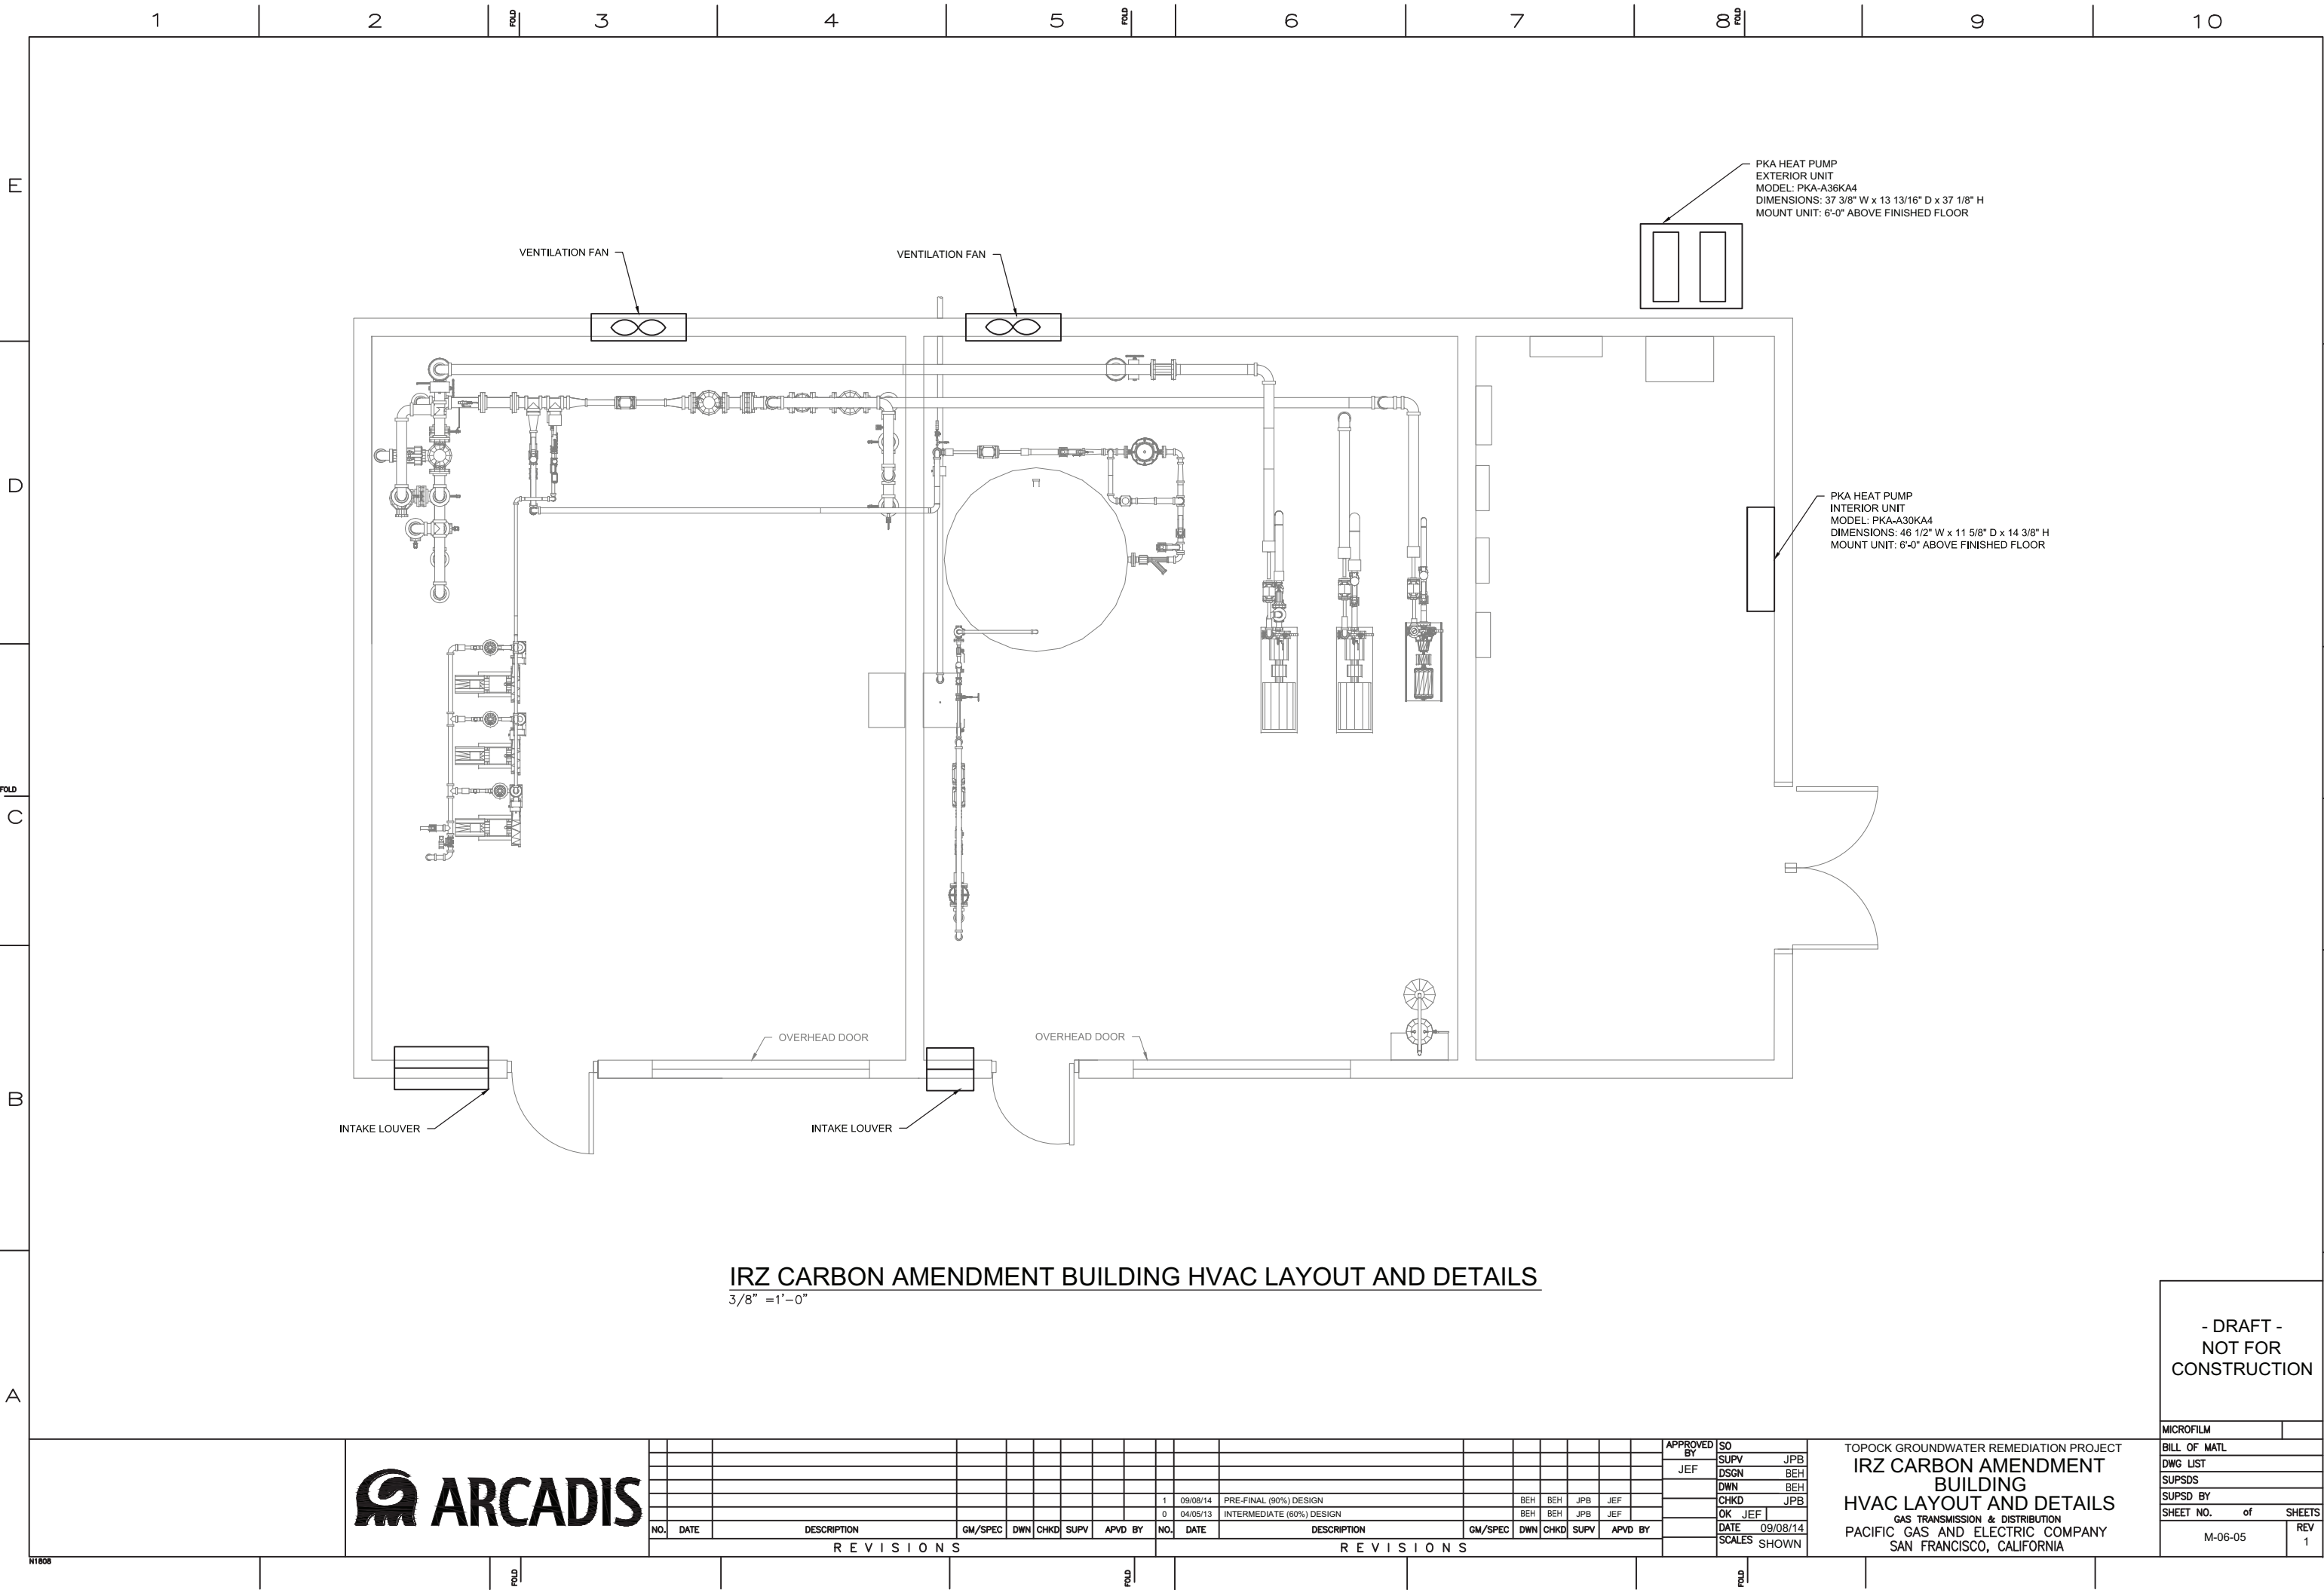 1 2 FOLD 3 4 5 FOLD 6 7 8 FOLD 9 10
E
D
FOLD
C
B
A
PKA HEAT PUMP
EXTERIOR UNIT
MODEL: PKA-A36KA4
DIMENSIONS: 37 3/8" W x 13 13/16" D x 37 1/8" H
MOUNT UNIT: 6'-0" ABOVE FINISHED FLOOR
VENTILATION FAN
VENTILATION FAN
PKA HEAT PUMP
INTERIOR UNIT
MODEL: PKA-A30KA4
DIMENSIONS: 46 1/2" W x 11 5/8" D x 14 3/8" H
MOUNT UNIT: 6'-0" ABOVE FINISHED FLOOR
OVERHEAD DOOR
OVERHEAD DOOR
INTAKE LOUVER
INTAKE LOUVER
IRZ CARBON AMENDMENT BUILDING HVAC LAYOUT AND DETAILS
3/8" =1'-0"
- DRAFT -
NOT FOR
CONSTRUCTION
ARCADIS
1 09/08/14 PRE-FINAL (90%) DESIGN BEH BEH JPB JEF
0 04/05/13 INTERMEDIATE (60%) DESIGN BEH BEH JPB JEF
NO. DATE DESCRIPTION GM/SPEC DWN CHKD SUPV APVD BY NO. DATE DESCRIPTION GM/SPEC DWN CHKD SUPV APVD BY
REVISIONS REVISIONS
APPROVED BY
JEF
SO
SUPV JPB
DSGN BEH
DWN BEH
CHKD JPB
OK JEF
DATE 09/08/14
SCALES SHOWN
TOPOCK GROUNDWATER REMEDIATION PROJECT
IRZ CARBON AMENDMENT
BUILDING
HVAC LAYOUT AND DETAILS
GAS TRANSMISSION & DISTRIBUTION
PACIFIC GAS AND ELECTRIC COMPANY
SAN FRANCISCO, CALIFORNIA
MICROFILM
BILL OF MATL
DWG LIST
SUPSDS
SUPSD BY
SHEET NO. of SHEETS
M-06-05
REV
1
N1808
FOLD FOLD FOLD